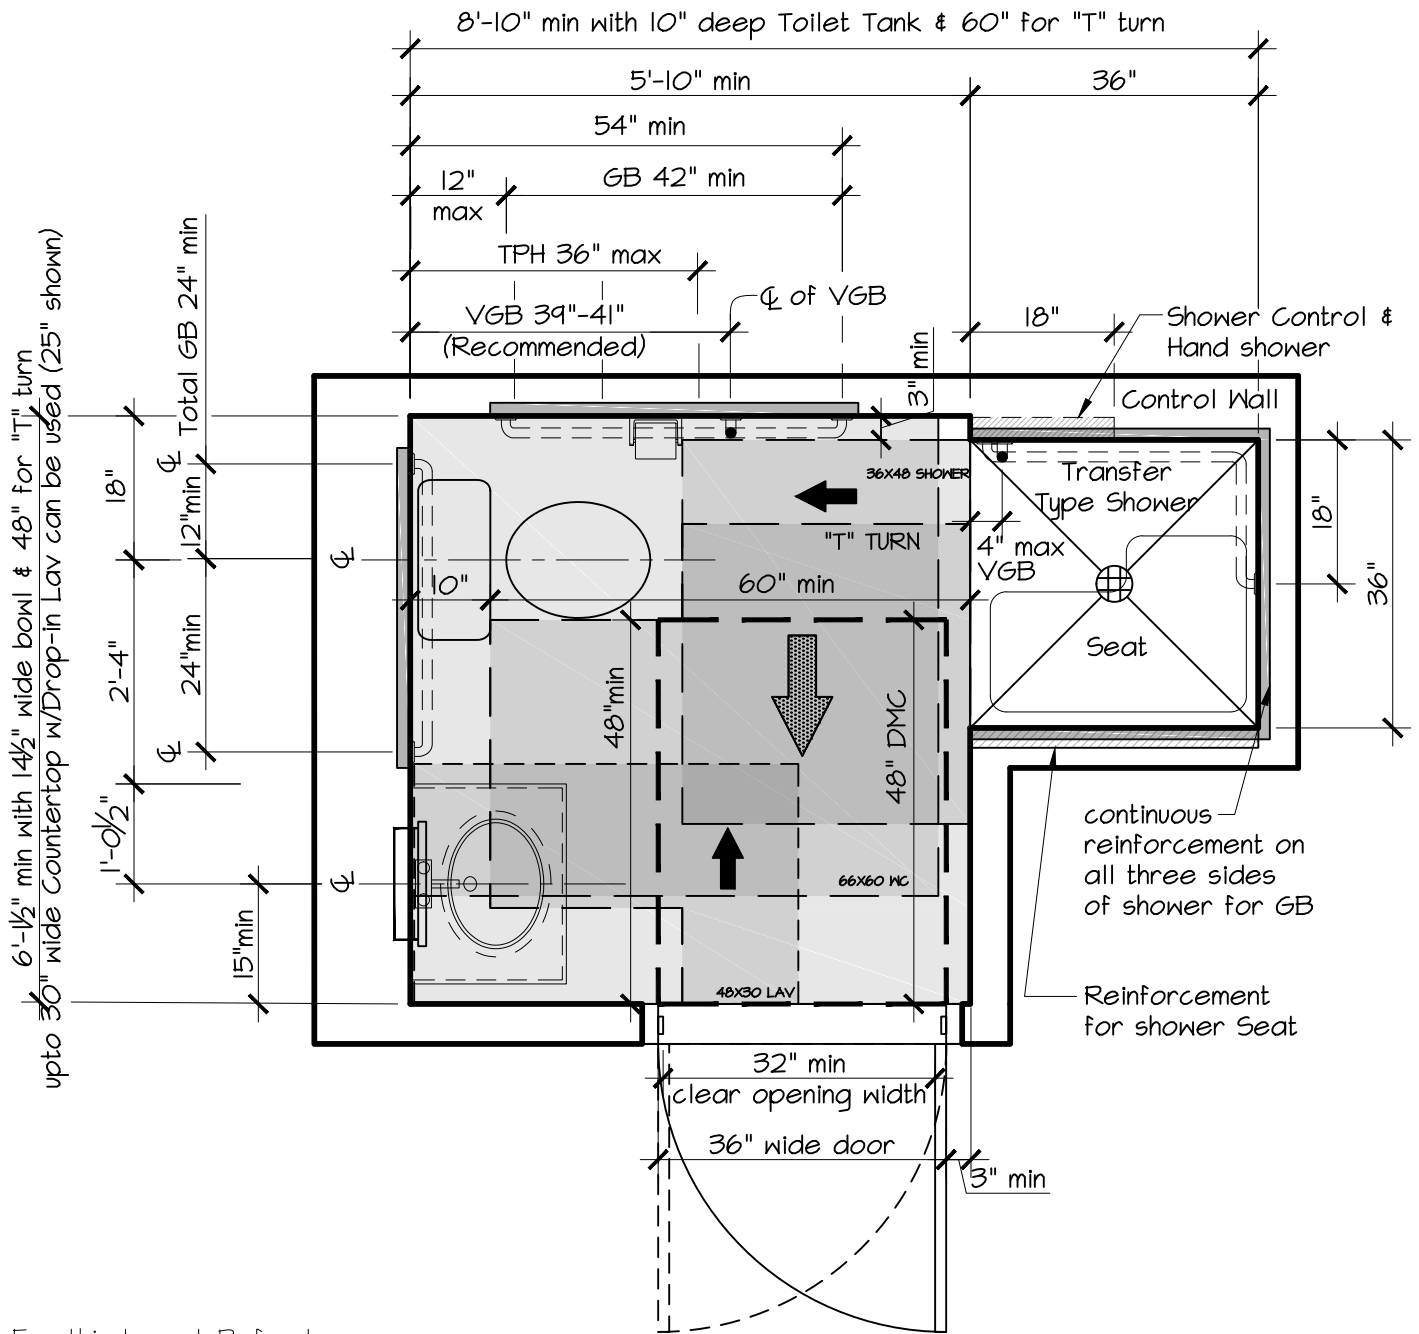 8'-10" min with 10" deep Toilet Tank & 60" for "T" turn
5'-10" min
36"
54" min
12"
max
GB 42" min
TPH 36" max
VGB 39"-41"
(Recommended)
℄ of VGB
18"
Shower Control &
Hand shower
3" min
Control Wall
6'-1½" min with 14½" wide bowl & 48" for "T" turn
upto 30" wide Countertop w/Drop-in Lav can be used (25" shown)
℄ Total GB 24" min
18"
12"min
℄
2'-4"
24"min
℄
1'-0½"
℄
15"min
36X48 SHOWER
"T" TURN
Transfer
Type Shower
4" max
VGB
18"
36"
10"
60" min
Seat
48"min
48" DMC
66X60 WC
℄
48X30 LAV
continuous
reinforcement on
all three sides
of shower for GB
Reinforcement
for shower Seat
32" min
clear opening width
36" wide door
3" min